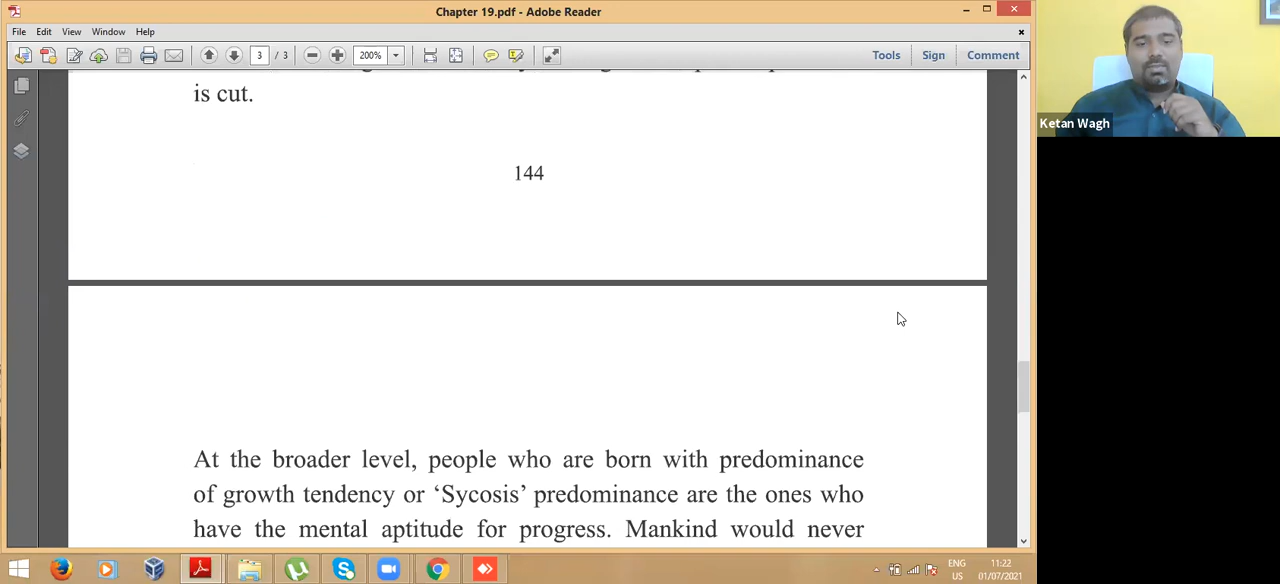 Chapter 19.pdf - Adobe Reader
File Edit View Window Help
3 / 3
200%
Tools Sign Comment
is cut.
144
At the broader level, people who are born with predominance
of growth tendency or ‘Sycosis’ predominance are the ones who
have the mental aptitude for progress. Mankind would never
Ketan Wagh
ENG
US
11:22
01/07/2021